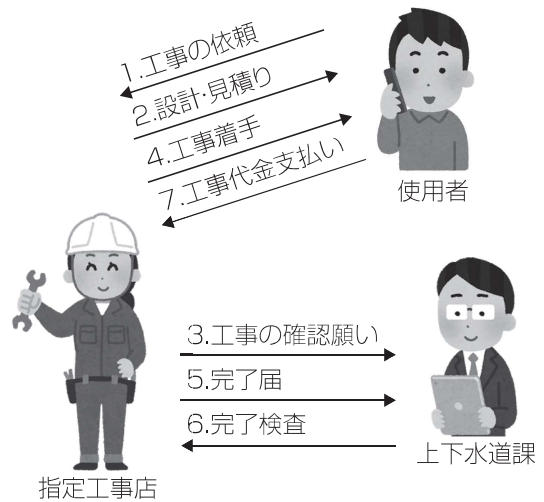 1.工事の依頼
2.設計・見積り
4.工事着手
7.工事代金支払い
使用者
3.工事の確認願い
5.完了届
6.完了検査
上下水道課
指定工事店